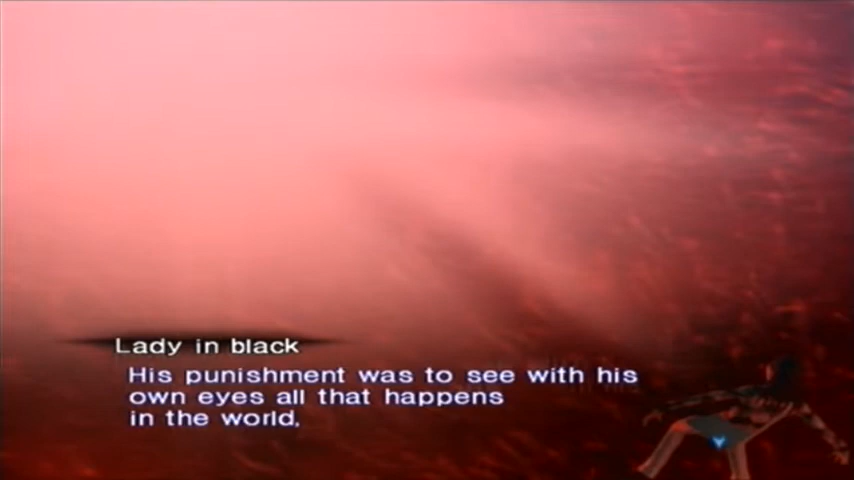 Lady in black
His punishment was to see with his
own eyes all that happens
in the world,